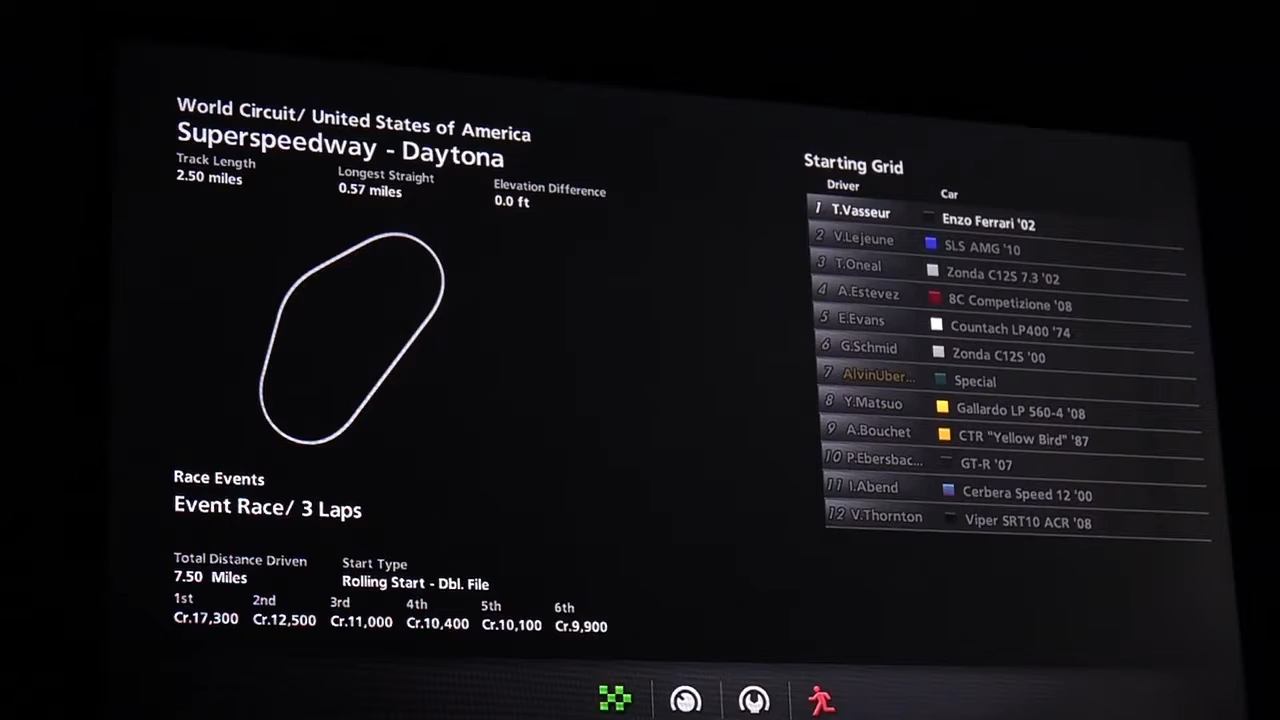 World Circuit/ United States of America
Superspeedway - Daytona
Track Length
2.50 miles
Longest Straight
0.57 miles
Elevation Difference
0.0 ft
Race Events
Event Race/ 3 Laps
Total Distance Driven
7.50 Miles
Start Type
Rolling Start - Dbl. File
1st 2nd 3rd 4th 5th 6th
Cr.17,300 Cr.12,500 Cr.11,000 Cr.10,400 Cr.10,100 Cr.9,900
Starting Grid
Driver Car
1 T.Vasseur Enzo Ferrari '02
2 V.Lejeune SLS AMG '10
3 T.Oneal Zonda C12S 7.3 '02
4 A.Estevez 8C Competizione '08
5 E.Evans Countach LP400 '74
6 G.Schmid Zonda C12S '00
7 AlvinUber... Special
8 Y.Matsuo Gallardo LP 560-4 '08
9 A.Bouchet CTR "Yellow Bird" '87
10 P.Ebersbac... GT-R '07
11 I.Abend Cerbera Speed 12 '00
12 V.Thornton Viper SRT10 ACR '08